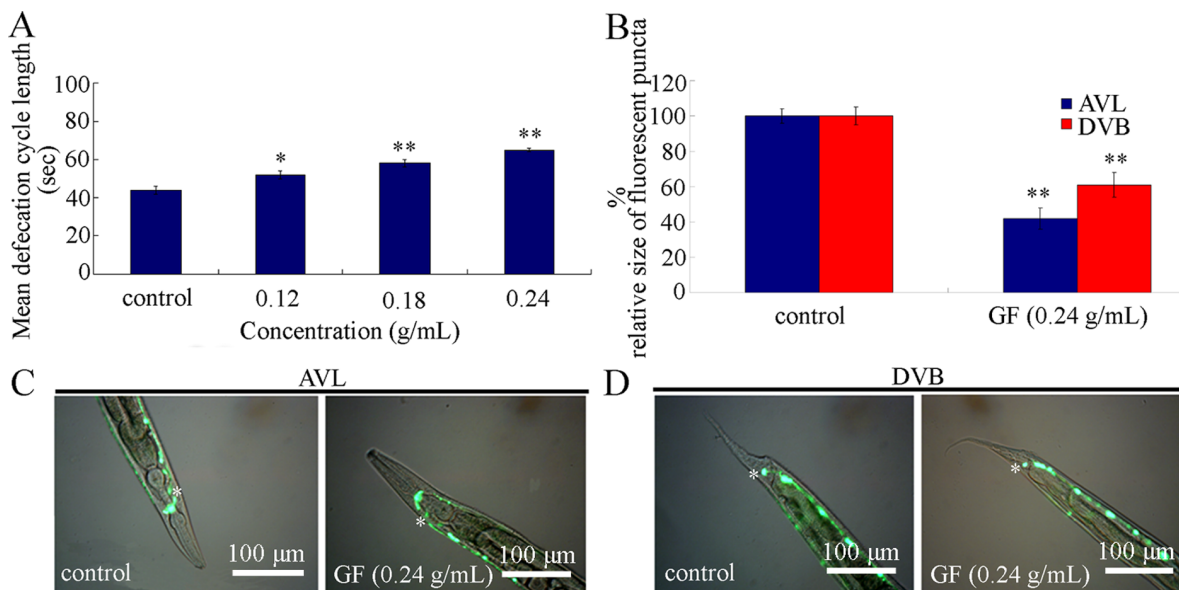 A
Mean defecation cycle length
(sec)
100
80
60
40
20
0
*
**
**
control
0.12
0.18
0.24
Concentration (g/mL)
B
%
relative size of fluorescent puncta
120
100
80
60
40
20
0
AVL
DVB
**
**
control
GF (0.24 g/mL)
C
AVL
*
control
100 μm
*
GF (0.24 g/mL)
100 μm
D
DVB
*
control
100 μm
*
GF (0.24 g/mL)
100 μm